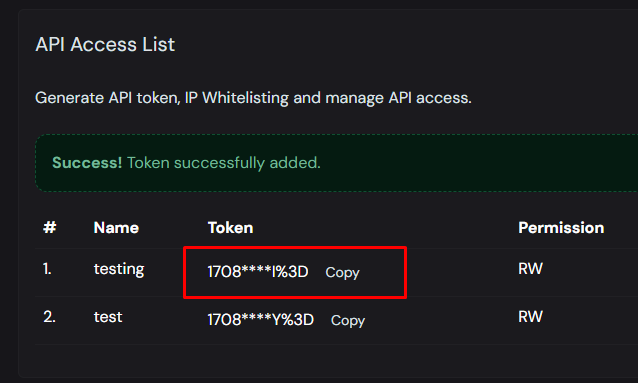 API Access List
Generate API token, IP Whitelisting and manage API access.
Success! Token successfully added.
# Name Token Permission
1. testing 1708****I%3D Copy RW
2. test 1708****Y%3D Copy RW